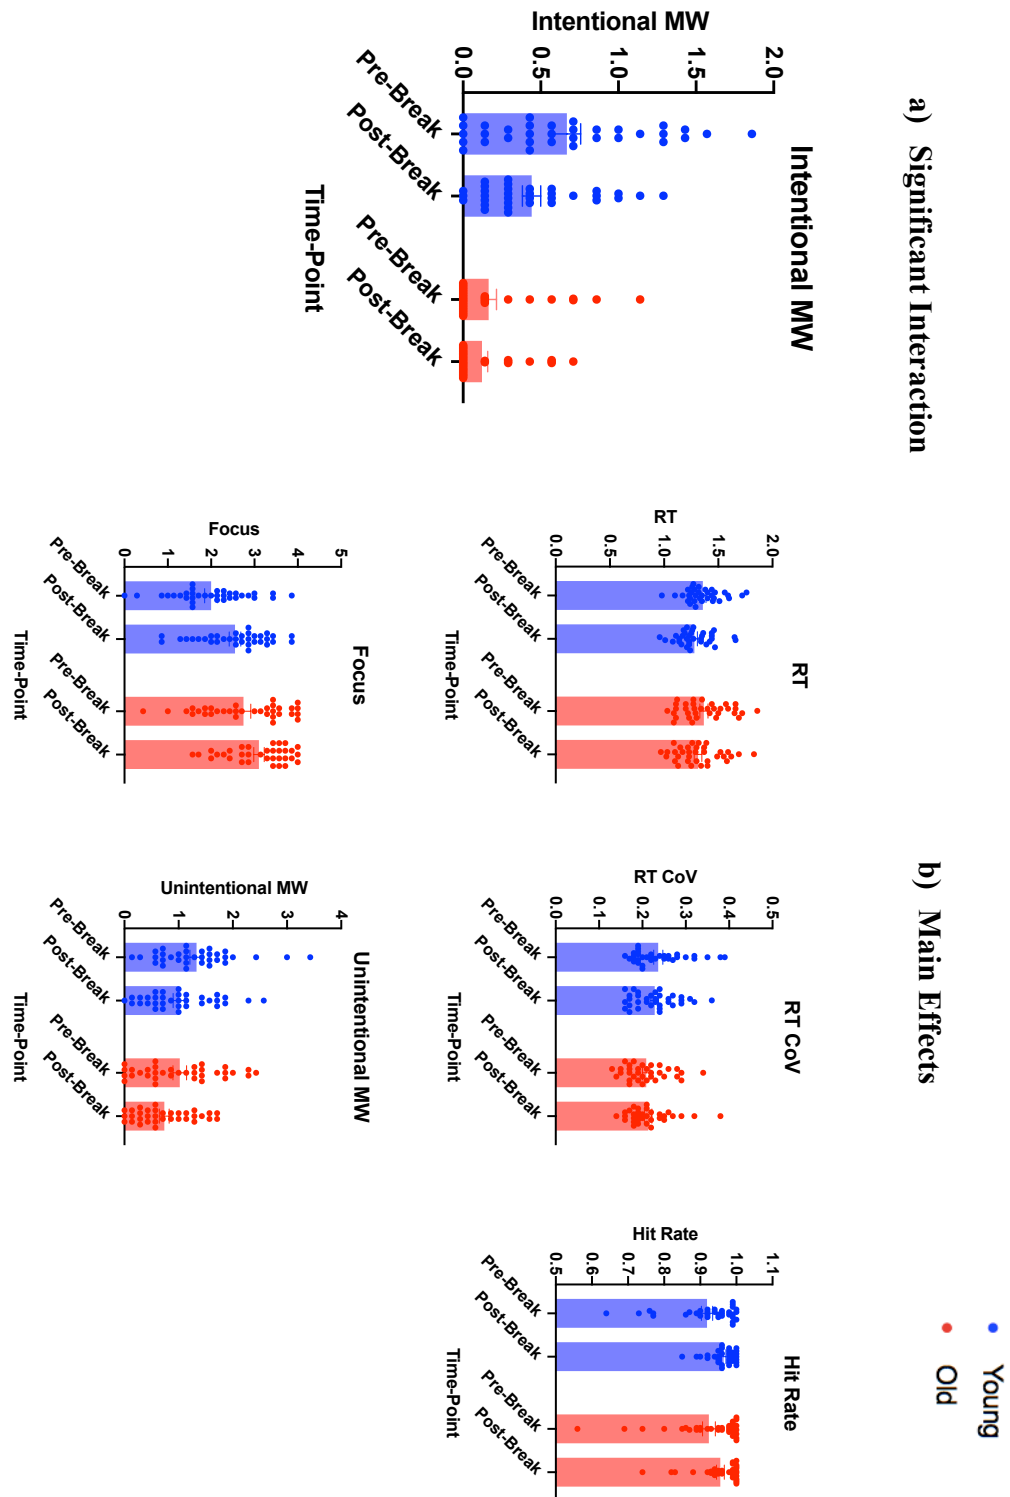 a) Significant Interaction
Intentional MW
Intentional MW
2.0
1.5
1.0
0.5
0.0
Pre-Break
Post-Break
Pre-Break
Post-Break
Time-Point
b) Main Effects
Young
Old
RT
RT
2.0
1.5
1.0
0.5
0.0
Pre-Break
Post-Break
Pre-Break
Post-Break
Time-Point
RT CoV
RT CoV
0.5
0.4
0.3
0.2
0.1
0.0
Pre-Break
Post-Break
Pre-Break
Post-Break
Time-Point
Hit Rate
Hit Rate
1.1
1.0
0.9
0.8
0.7
0.6
0.5
Pre-Break
Post-Break
Pre-Break
Post-Break
Time-Point
Focus
Focus
5
4
3
2
1
0
Pre-Break
Post-Break
Pre-Break
Post-Break
Time-Point
Unintentional MW
Unintentional MW
4
3
2
1
0
Pre-Break
Post-Break
Pre-Break
Post-Break
Time-Point